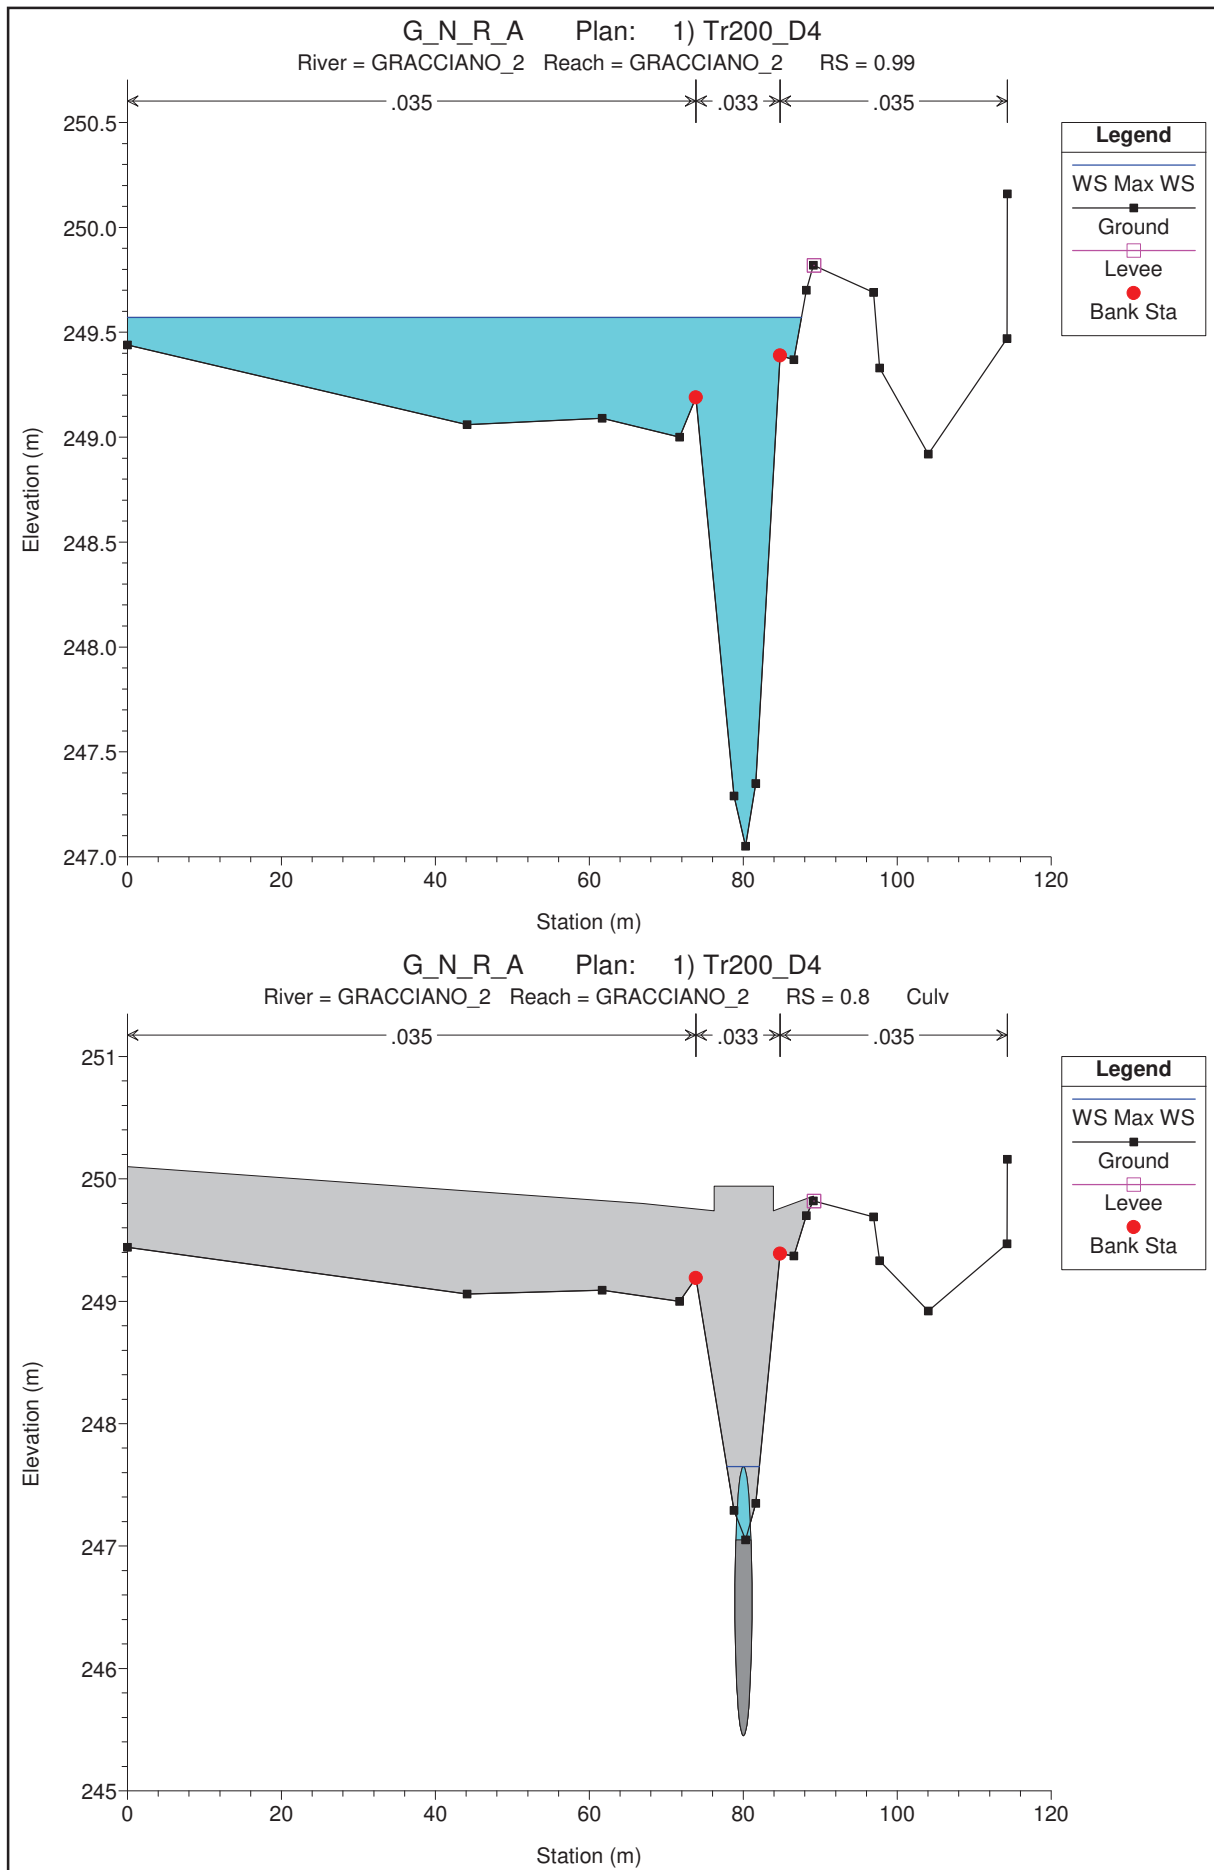 G_N_R_A Plan: 1) Tr200_D4
River = GRACCIANO_2 Reach = GRACCIANO_2 RS = 0.99
.035 .033 .035
250.5
250.0
249.5
249.0
248.5
248.0
247.5
247.0
Elevation (m)
0 20 40 60 80 100 120
Station (m)
Legend
WS Max WS
Ground
Levee
Bank Sta
G_N_R_A Plan: 1) Tr200_D4
River = GRACCIANO_2 Reach = GRACCIANO_2 RS = 0.8 Culv
.035 .033 .035
251
250
249
248
247
246
245
Elevation (m)
0 20 40 60 80 100 120
Station (m)
Legend
WS Max WS
Ground
Levee
Bank Sta